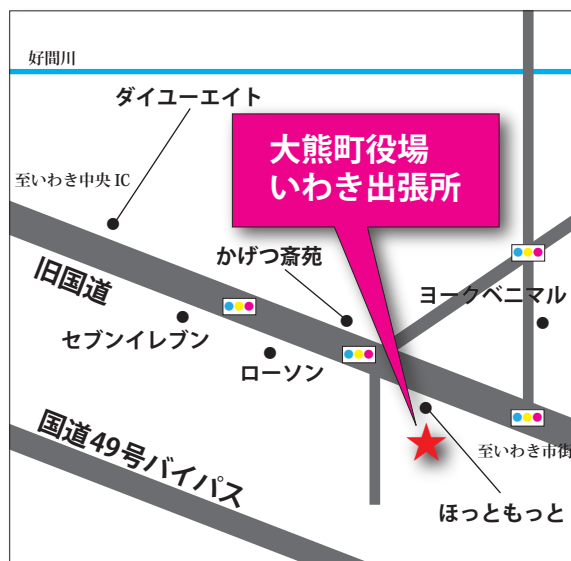 好間川
ダイユーエイト
大熊町役場
いわき出張所
至いわき中央 IC
かげつ斎苑
旧国道
ヨークベニマル
セブンイレブン
ローソン
国道49号バイパス
至いわき市街
ほっともっと